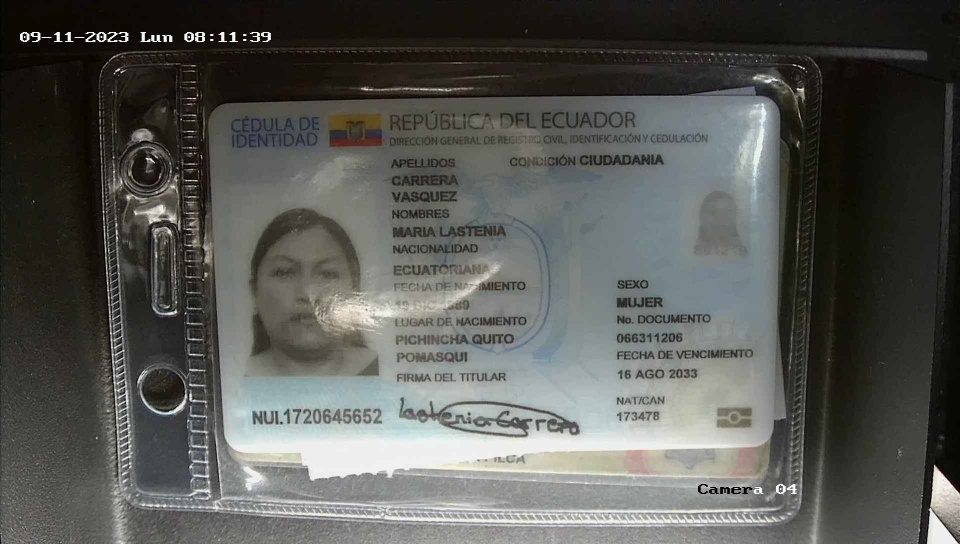 09-11-2023 Lun 08:11:39
CÉDULA DE
IDENTIDAD
REPÚBLICA DEL ECUADOR
DIRECCIÓN GENERAL DE REGISTRO CIVIL, IDENTIFICACIÓN Y CEDULACIÓN
APELLIDOS CONDICIÓN CIUDADANIA
CARRERA
VASQUEZ
NOMBRES
MARIA LASTENIA
NACIONALIDAD
ECUATORIANA
FECHA DE NACIMIENTO
SEXO
MUJER
LUGAR DE NACIMIENTO
No. DOCUMENTO
PICHINCHA QUITO
066311206
POMASQUI
FECHA DE VENCIMIENTO
FIRMA DEL TITULAR
16 AGO 2033
NAT/CAN
173478
NUI.1720645652
Lastenia Carrera
Camera 04